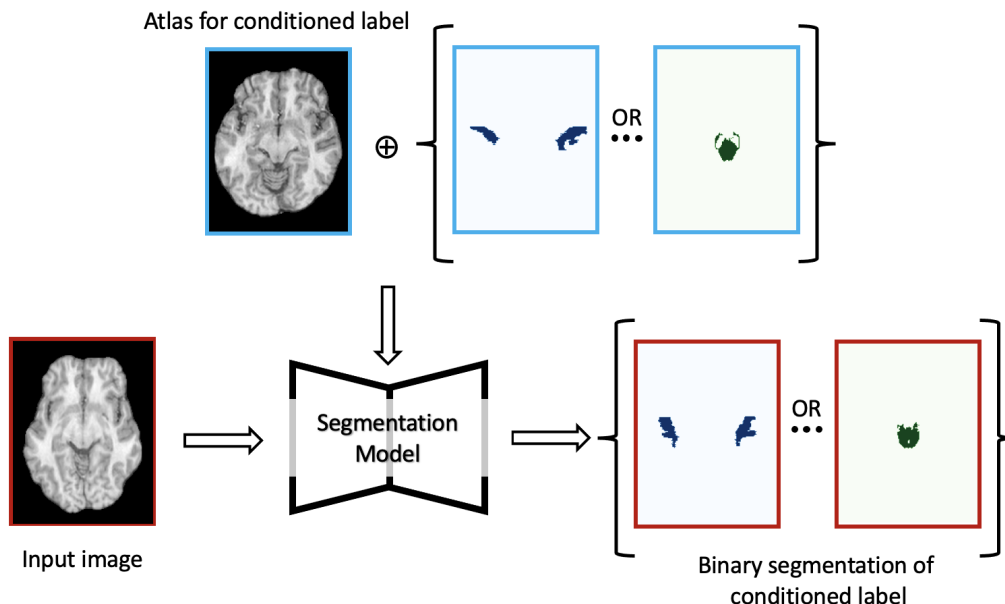 Atlas for conditioned label
⊕
OR
...
Segmentation
Model
OR
...
Input image
Binary segmentation of
conditioned label